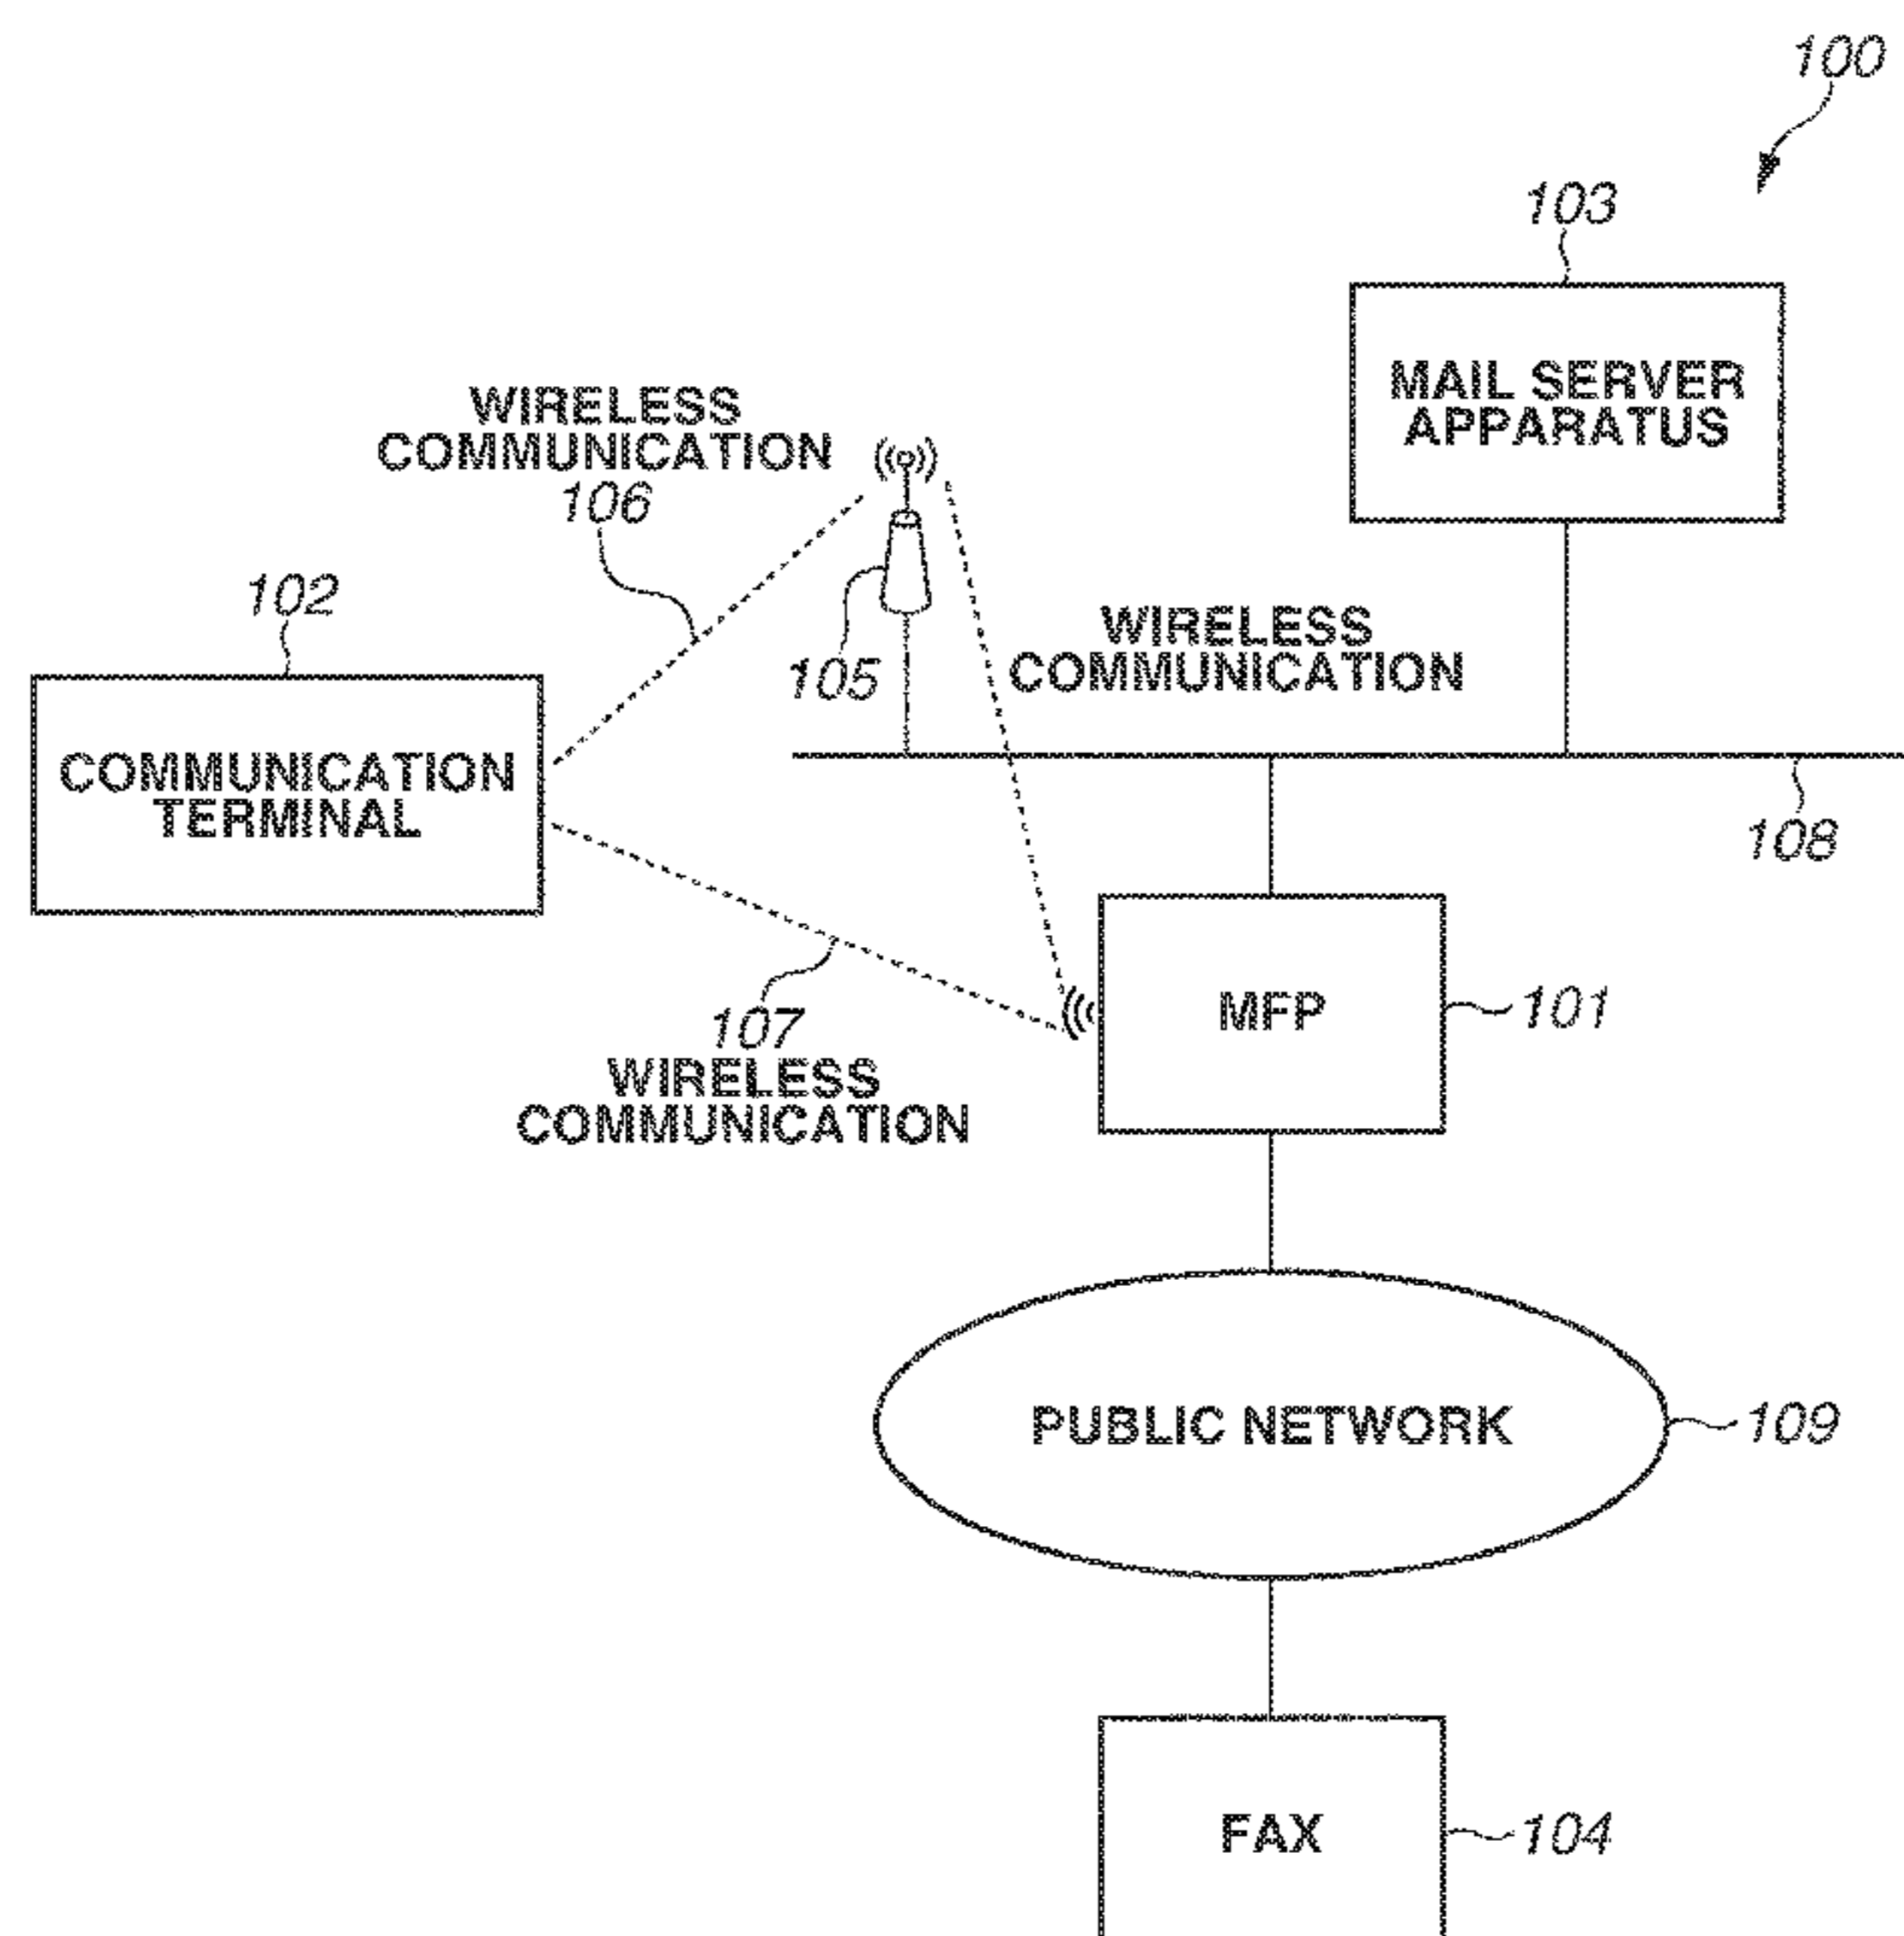 100
103
MAIL SERVER
APPARATUS
WIRELESS
COMMUNICATION
106
102
105
WIRELESS
COMMUNICATION
COMMUNICATION
TERMINAL
108
107
WIRELESS
COMMUNICATION
MFP
101
PUBLIC NETWORK
109
FAX
104